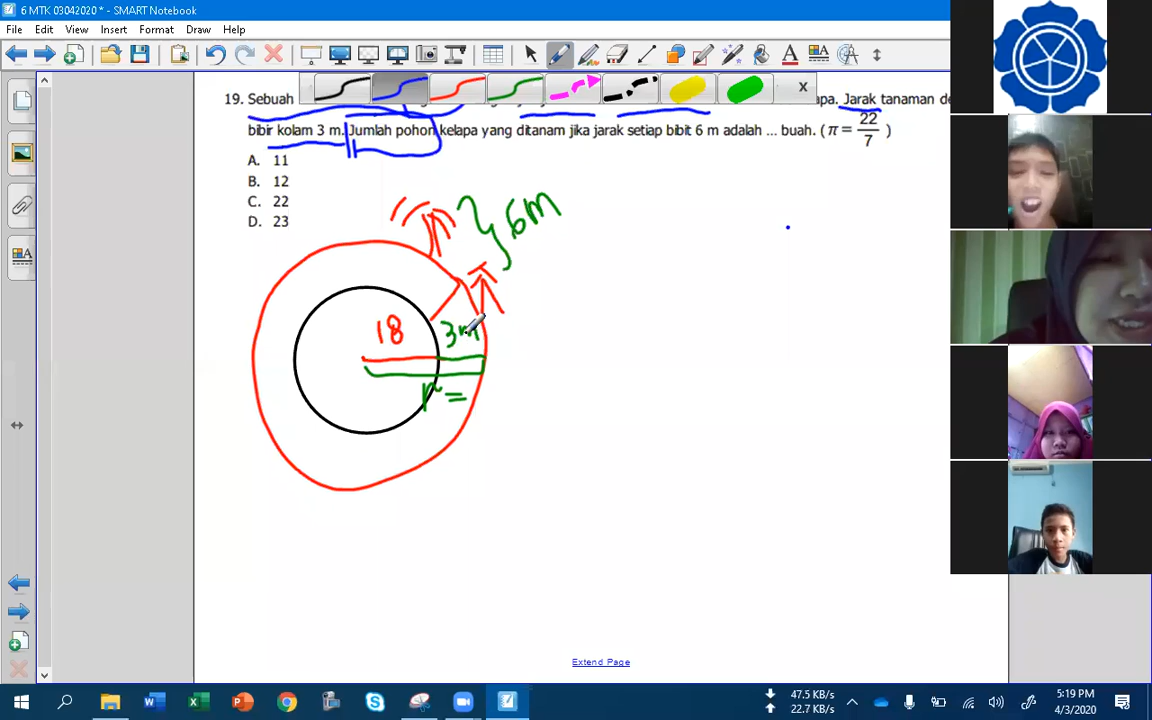 6 MTK 03042020 * - SMART Notebook
File Edit View Insert Format Draw Help
19. Sebuah
apa. Jarak tanaman de
bibir kolam 3 m. Jumlah pohon kelapa yang ditanam jika jarak setiap bibit 6 m adalah ... buah. ( π = 22/7 )
A. 11
B. 12
C. 22
D. 23
6m
18 3m
r =
Extend Page
47.5 KB/s
22.7 KB/s
5:19 PM
4/3/2020